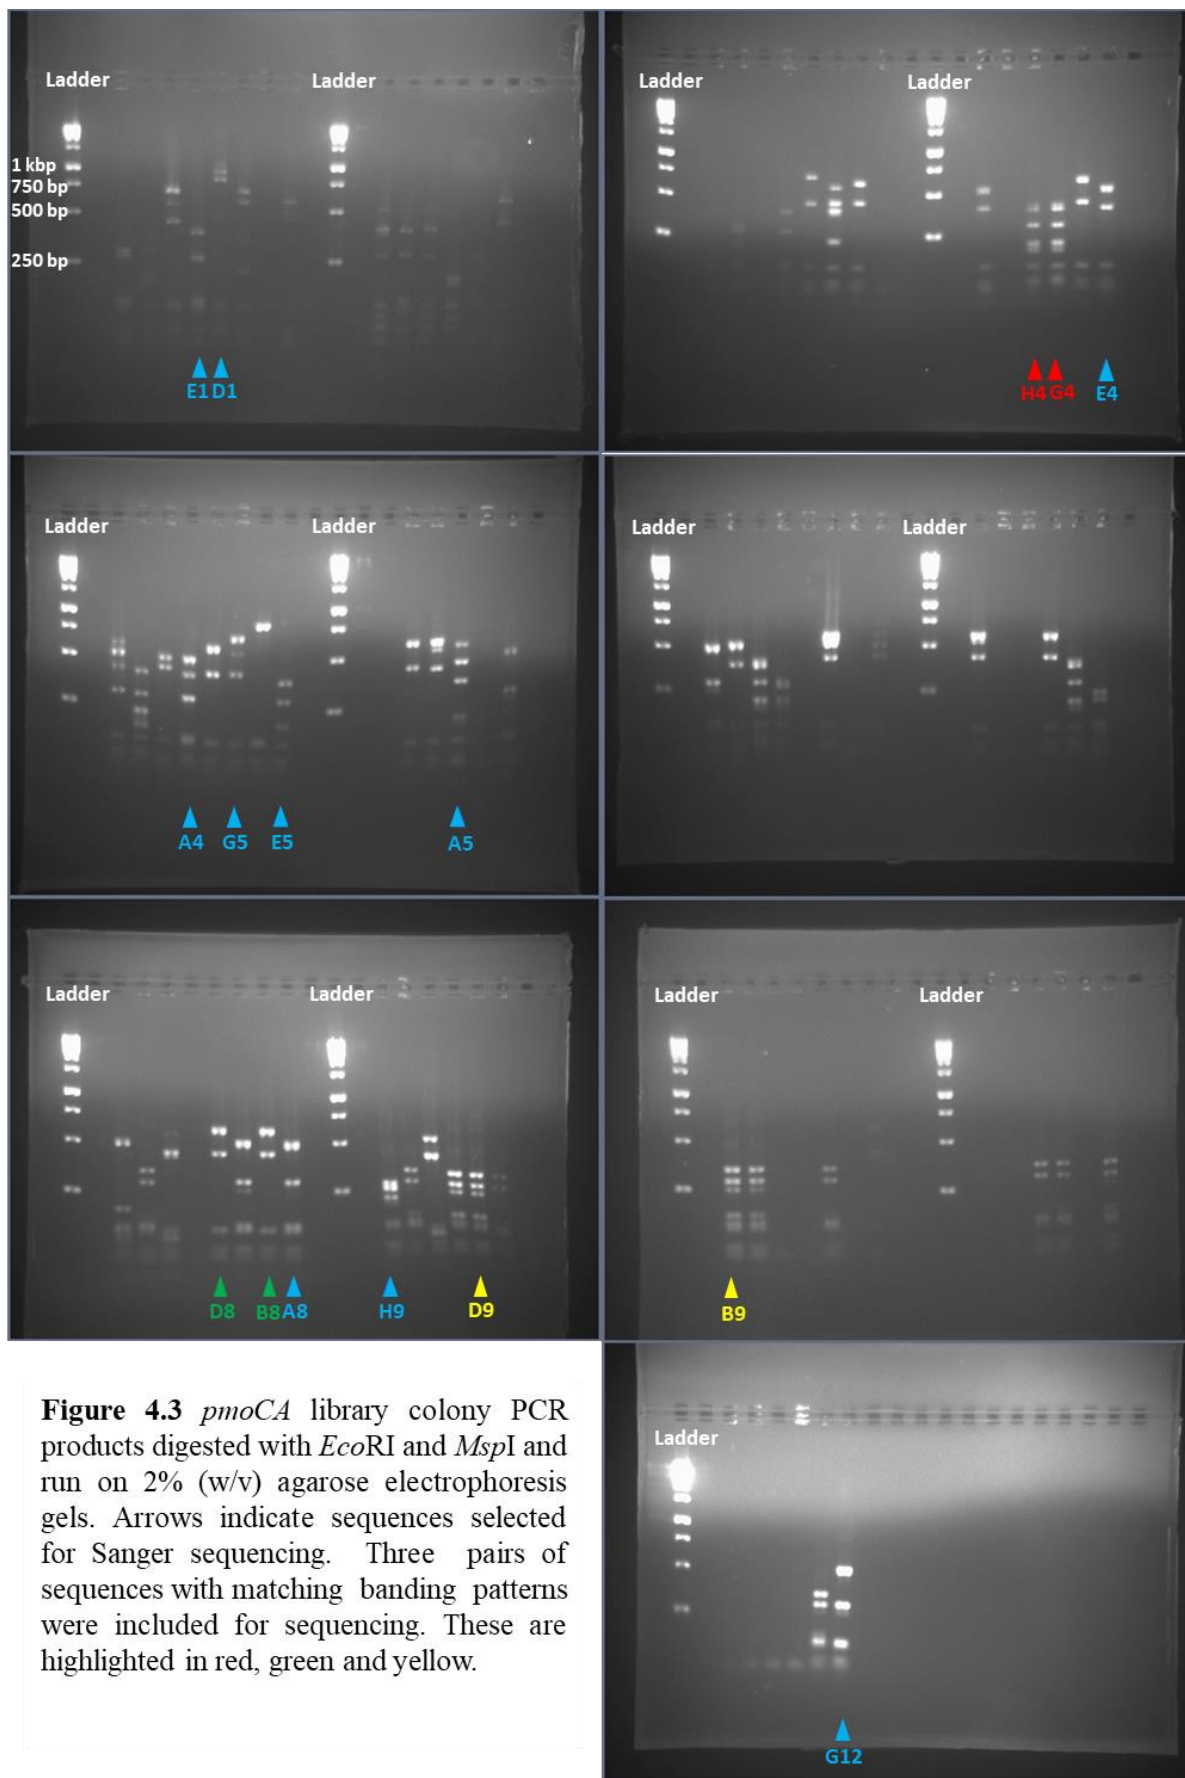 Ladder Ladder
1 kbp
750 bp
500 bp
250 bp
E1 D1
Ladder Ladder
H4 G4 E4
Ladder Ladder
A4 G5 E5 A5
Ladder Ladder
Ladder Ladder
D8 B8 A8 H9 D9
Ladder Ladder
B9
Ladder
G12
Figure 4.3 pmoCA library colony PCR
products digested with EcoRI and MspI and
run on 2% (w/v) agarose electrophoresis
gels. Arrows indicate sequences selected
for Sanger sequencing. Three pairs of
sequences with matching banding patterns
were included for sequencing. These are
highlighted in red, green and yellow.